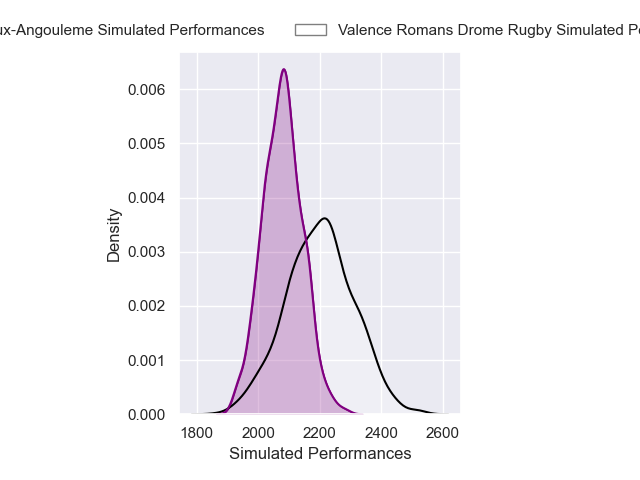 ux-Angouleme Simulated Performances
Valence Romans Drome Rugby Simulated Pe
0.006
0.005
0.004
0.003
0.002
0.001
0.000
Density
1800 2000 2200 2400 2600
Simulated Performances